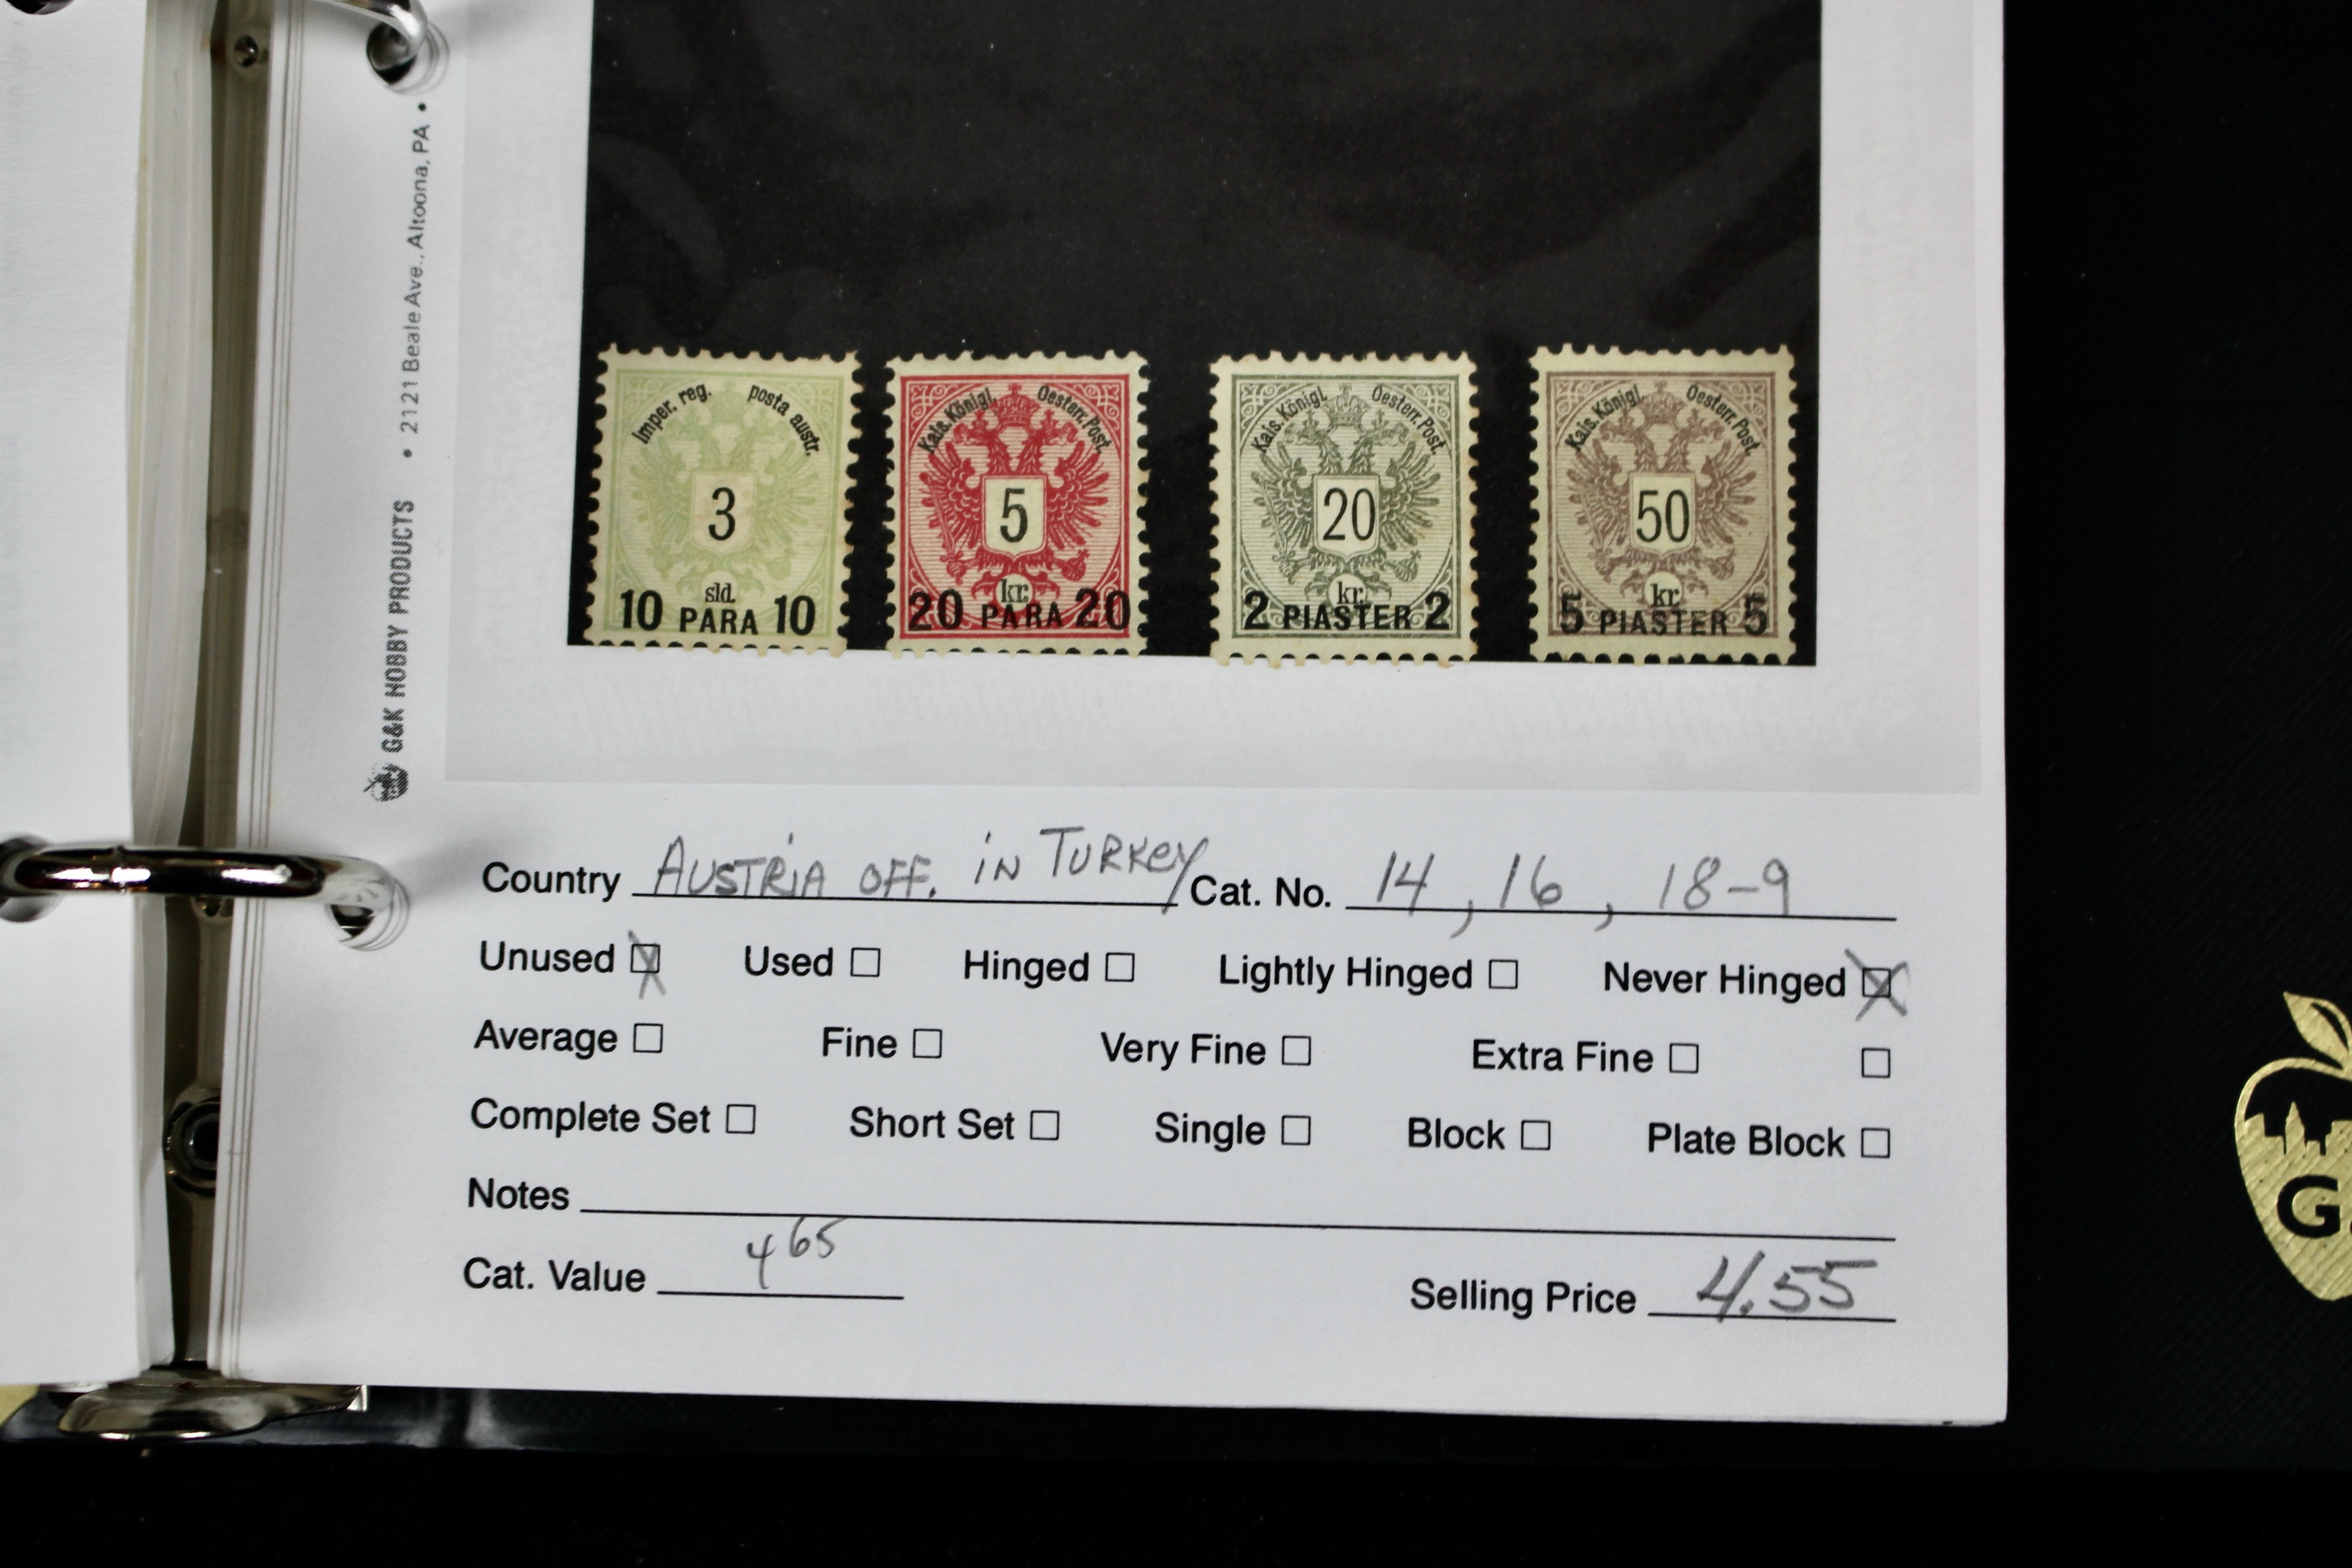 G&K HOBBY PRODUCTS • 2121 Beale Ave., Altoona, PA •
Imper. reg. posta austr.
3
sld.
10 PARA 10
Kais. Königl. Oesterr. Post.
5
kr.
20 PARA 20
Kais. Königl. Oesterr. Post.
20
kr.
2 PIASTER 2
Kais. Königl. Oesterr. Post.
50
kr.
5 PIASTER 5
Country AUSTRIA OFF. IN TURKEY Cat. No. 14, 16, 18-9
Unused Used Hinged Lightly Hinged Never Hinged
Average Fine Very Fine Extra Fine
Complete Set Short Set Single Block Plate Block
Notes
Cat. Value 4 65 Selling Price 4.55
G